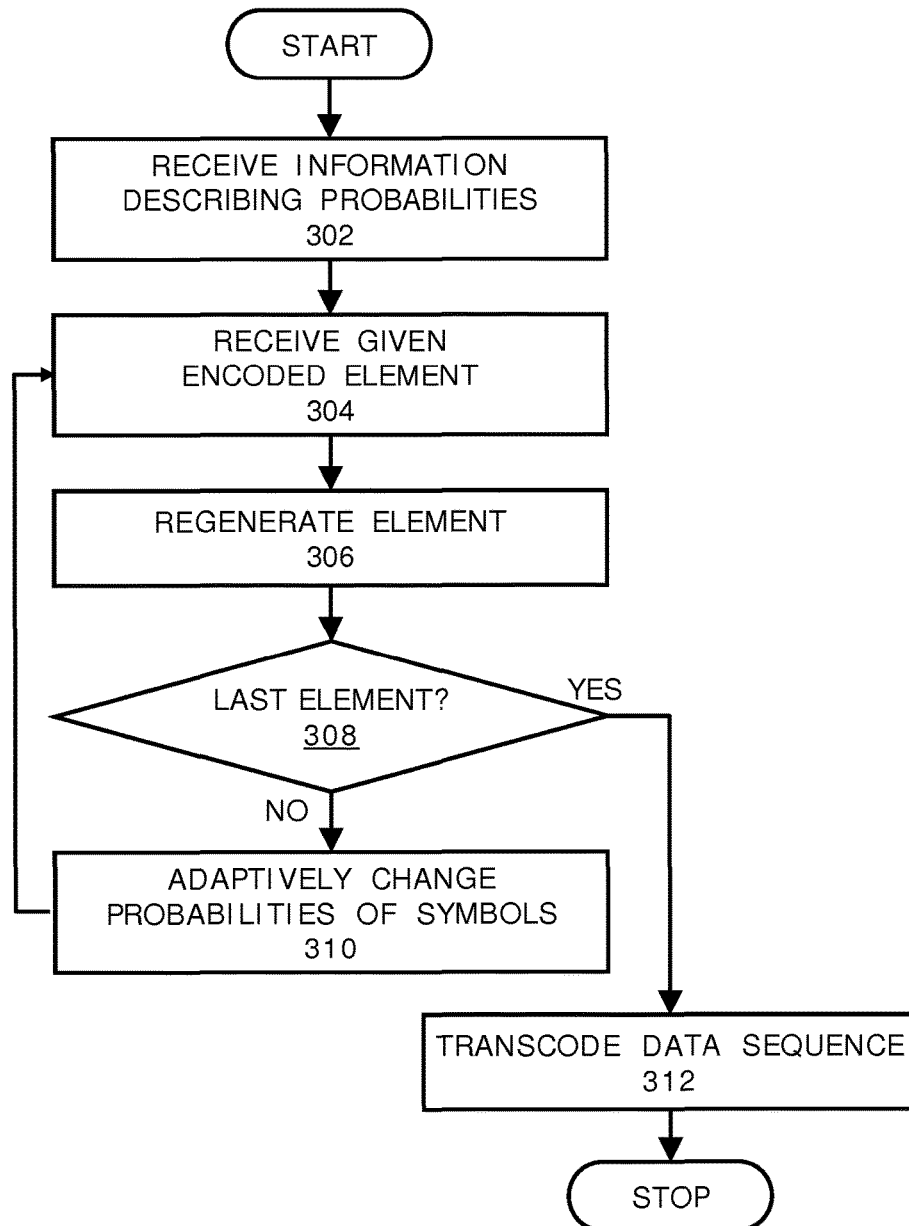 START
RECEIVE INFORMATION
DESCRIBING PROBABILITIES
302
RECEIVE GIVEN
ENCODED ELEMENT
304
REGENERATE ELEMENT
306
LAST ELEMENT?
308
YES
NO
ADAPTIVELY CHANGE
PROBABILITIES OF SYMBOLS
310
TRANSCODE DATA SEQUENCE
312
STOP